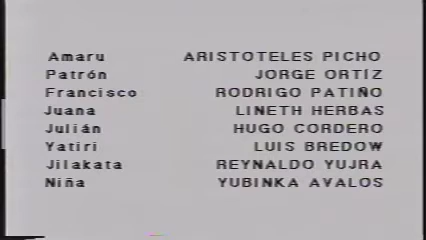 Amaru ARISTOTELES PICHO
Patrón JORGE ORTÍZ
Francisco RODRIGO PATIÑO
Juana LINETH HERBAS
Julián HUGO CORDERO
Yatiri LUIS BREDOW
Jilakata REYNALDO YUJRA
Niña YUBINKA AVALOS